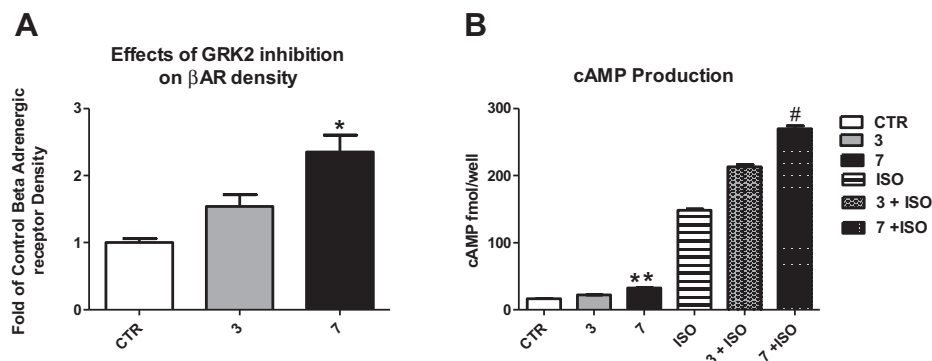 A
Effects of GRK2 inhibition
on βAR density
Fold of Control Beta Adrenergic
receptor Density
3
2
1
0
*
CTR
3
7
B
cAMP Production
cAMP fmol/well
300
200
100
0
**
#
CTR
3
7
ISO
3 + ISO
7 +ISO
CTR
3
7
ISO
3 + ISO
7 +ISO